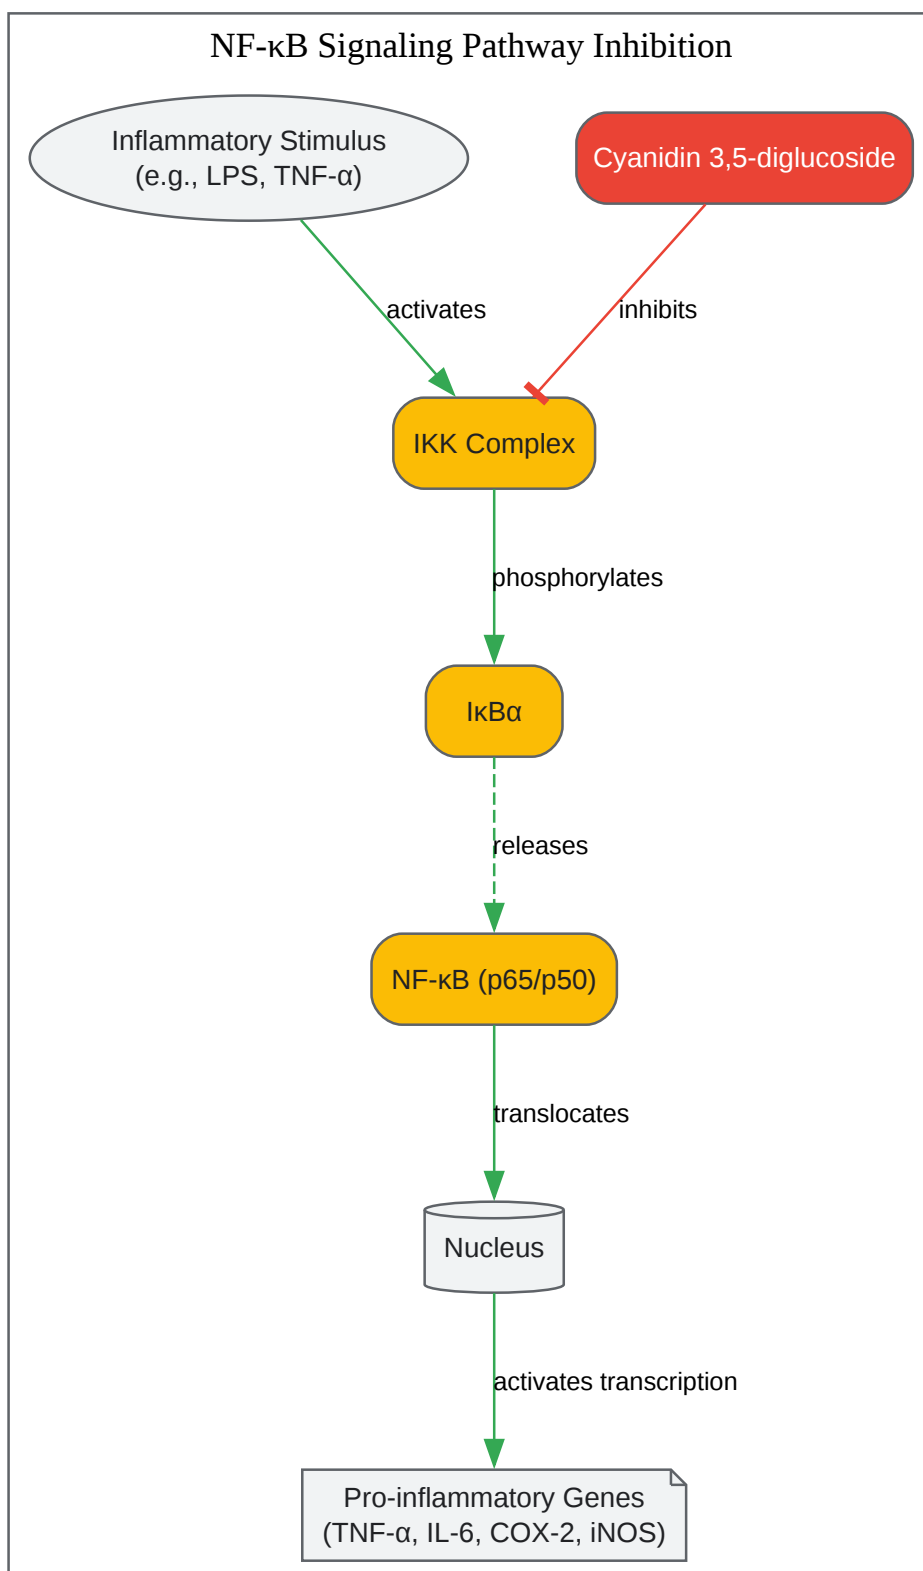 NF-κB Signaling Pathway Inhibition
Inflammatory Stimulus
(e.g., LPS, TNF-α)
Cyanidin 3,5-diglucoside
activates
inhibits
IKK Complex
phosphorylates
IκBα
releases
NF-κB (p65/p50)
translocates
Nucleus
activates transcription
Pro-inflammatory Genes
(TNF-α, IL-6, COX-2, iNOS)